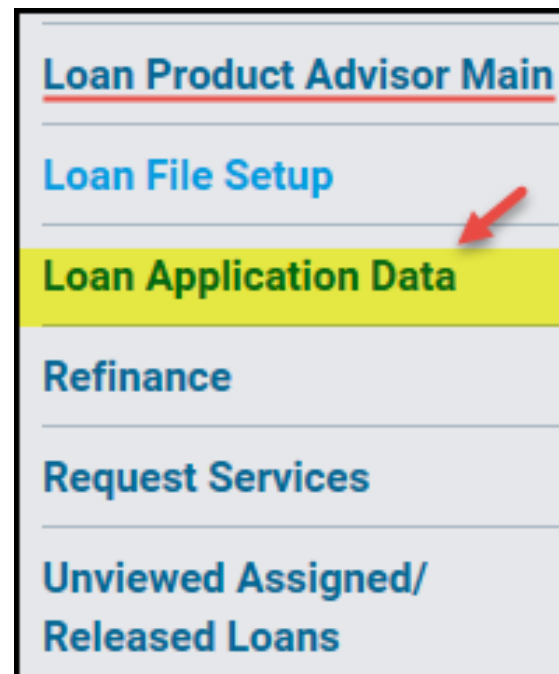 Loan Product Advisor Main
Loan File Setup
Loan Application Data
Refinance
Request Services
Unviewed Assigned/
Released Loans